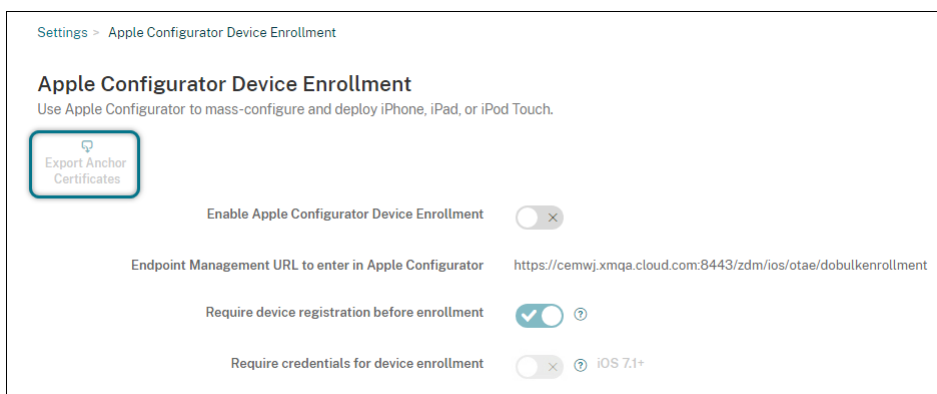 Settings > Apple Configurator Device Enrollment
Apple Configurator Device Enrollment
Use Apple Configurator to mass-configure and deploy iPhone, iPad, or iPod Touch.
Export Anchor
Certificates
Enable Apple Configurator Device Enrollment
Endpoint Management URL to enter in Apple Configurator https://cemwj.xmqa.cloud.com:8443/zdm/ios/otae/dobulkenrollment
Require device registration before enrollment ?
Require credentials for device enrollment ? iOS 7.1+